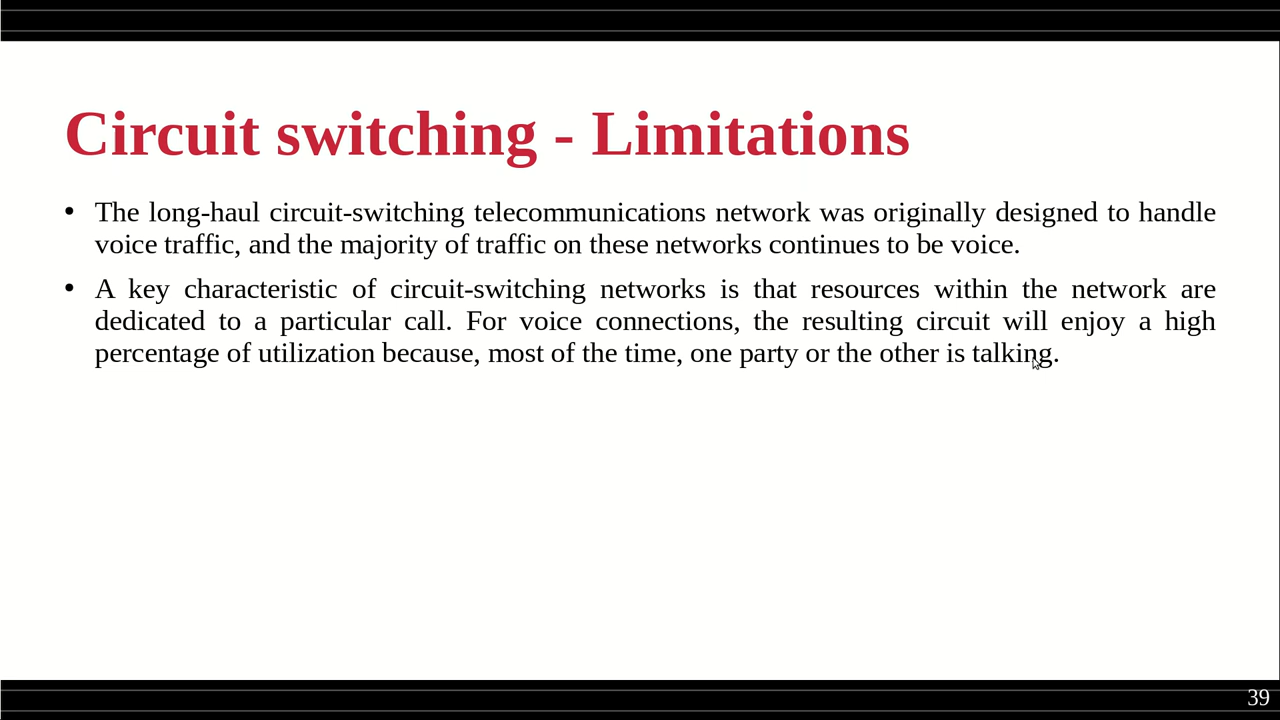 Circuit switching - Limitations
• The long-haul circuit-switching telecommunications network was originally designed to handle
voice traffic, and the majority of traffic on these networks continues to be voice.
• A key characteristic of circuit-switching networks is that resources within the network are
dedicated to a particular call. For voice connections, the resulting circuit will enjoy a high
percentage of utilization because, most of the time, one party or the other is talking.
39